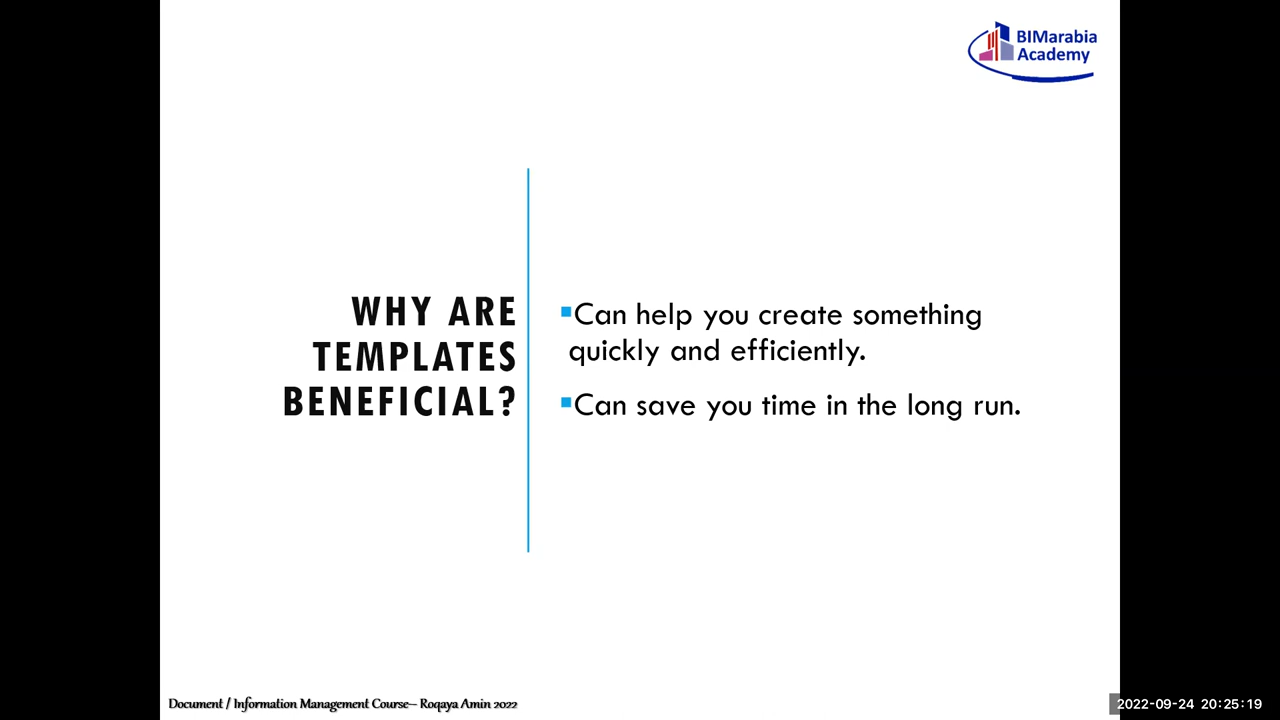 BIMarabia
Academy
WHY ARE
TEMPLATES
BENEFICIAL?
▪Can help you create something
quickly and efficiently.
▪Can save you time in the long run.
Document / Information Management Course– Roqaya Amin 2022
2022-09-24 20:25:19